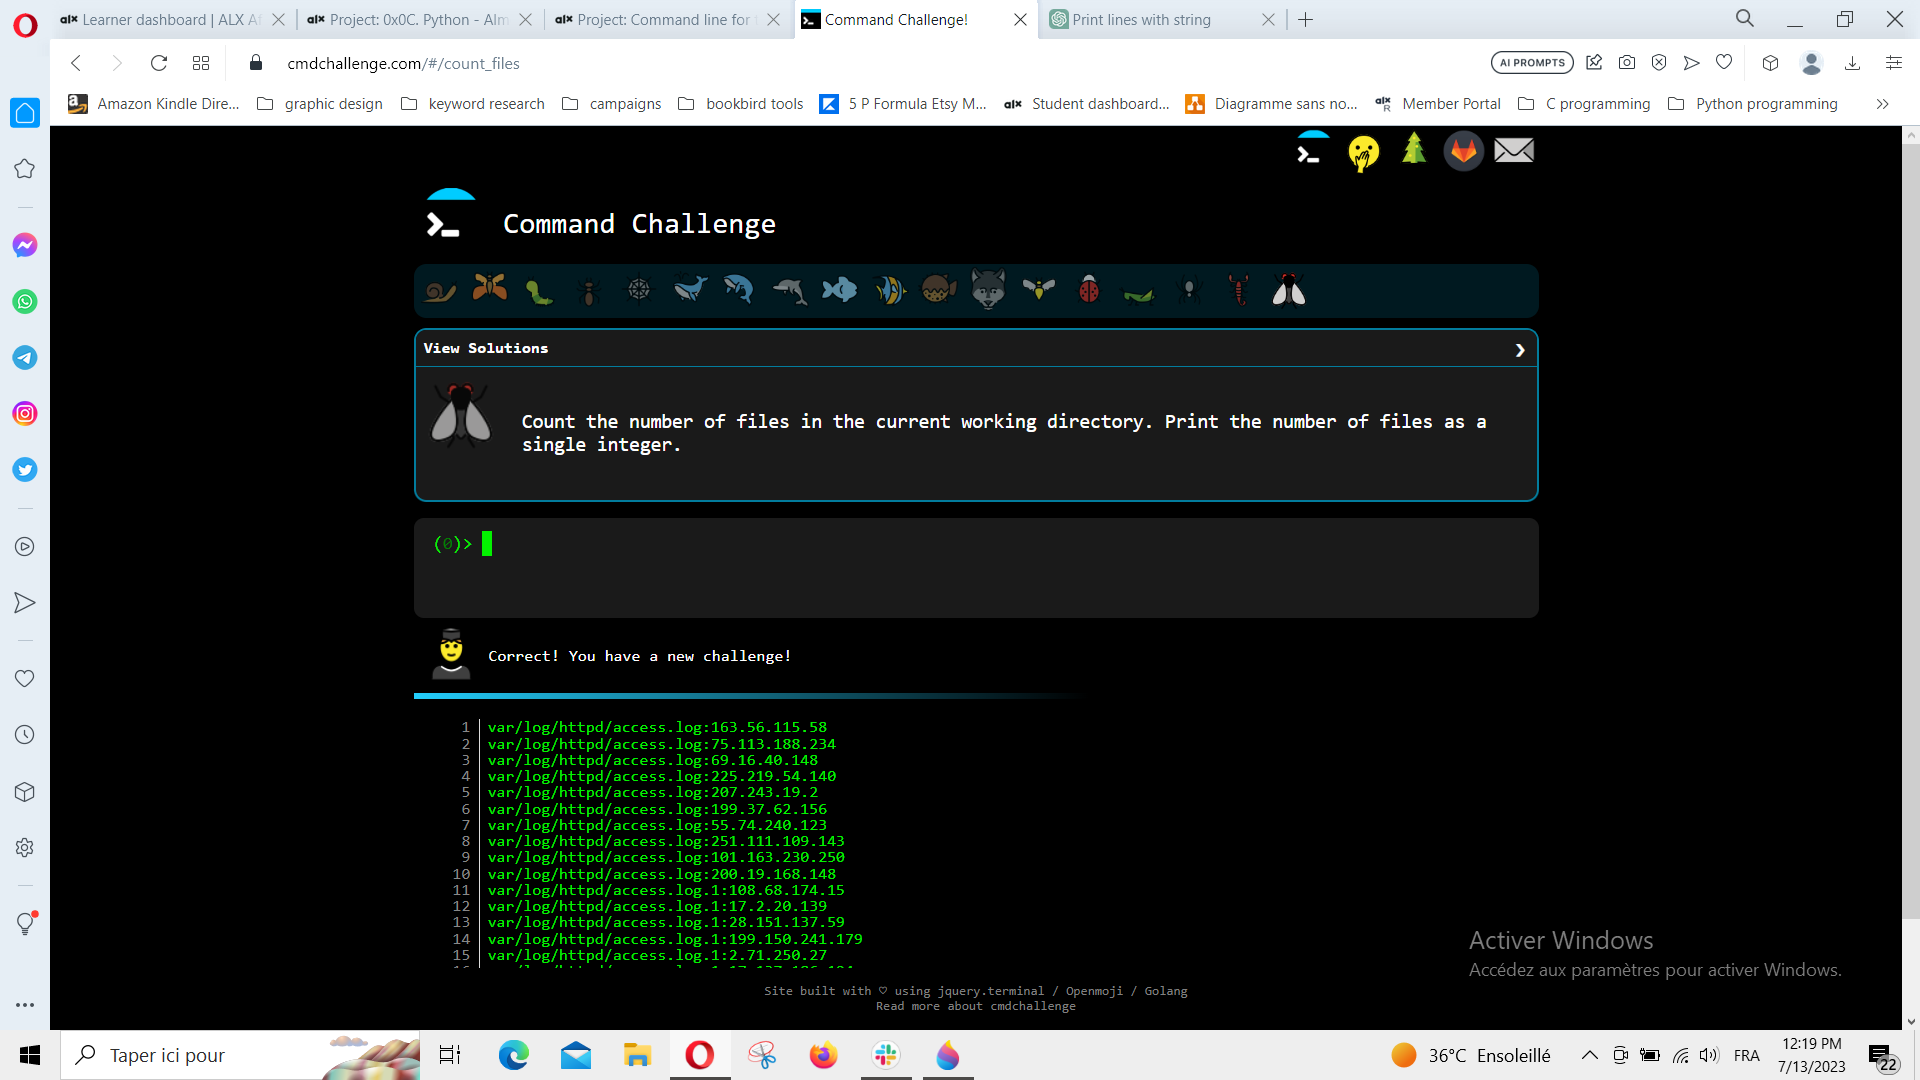 alx Learner dashboard | ALX A
alx Project: 0x0C. Python - Alm
alx Project: Command line for
Command Challenge!
Print lines with string
cmdchallenge.com/#/count_files
AI PROMPTS
Amazon Kindle Dire...
graphic design
keyword research
campaigns
bookbird tools
5 P Formula Etsy M...
alx Student dashboard...
Diagramme sans no...
alx R Member Portal
C programming
Python programming
Command Challenge
View Solutions
Count the number of files in the current working directory. Print the number of files as a
single integer.
(0)>
Correct! You have a new challenge!
1 var/log/httpd/access.log:163.56.115.58
2 var/log/httpd/access.log:75.113.188.234
3 var/log/httpd/access.log:69.16.40.148
4 var/log/httpd/access.log:225.219.54.140
5 var/log/httpd/access.log:207.243.19.2
6 var/log/httpd/access.log:199.37.62.156
7 var/log/httpd/access.log:55.74.240.123
8 var/log/httpd/access.log:251.111.109.143
9 var/log/httpd/access.log:101.163.230.250
10 var/log/httpd/access.log:200.19.168.148
11 var/log/httpd/access.log.1:108.68.174.15
12 var/log/httpd/access.log.1:17.2.20.139
13 var/log/httpd/access.log.1:28.151.137.59
14 var/log/httpd/access.log.1:199.150.241.179
15 var/log/httpd/access.log.1:2.71.250.27
Activer Windows
Accédez aux paramètres pour activer Windows.
Site built with ♡ using jquery.terminal / Openmoji / Golang
Read more about cmdchallenge
Taper ici pour
36°C Ensoleillé
FRA
12:19 PM
7/13/2023
22